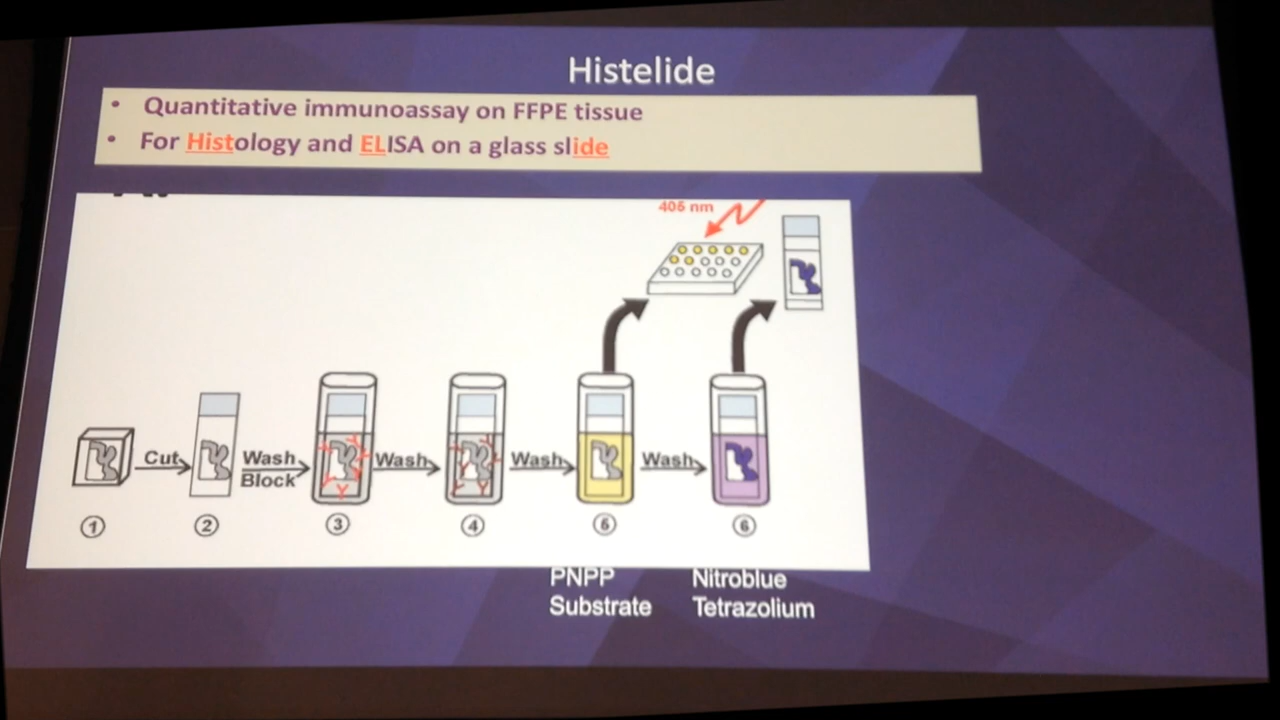 Histelide
• Quantitative immunoassay on FFPE tissue
• For Histology and ELISA on a glass slide
405 nm
Cut
Wash
Block
Wash
Wash
Wash
① ② ③ ④ ⑤ ⑥
PNPP
Substrate
Nitroblue
Tetrazolium